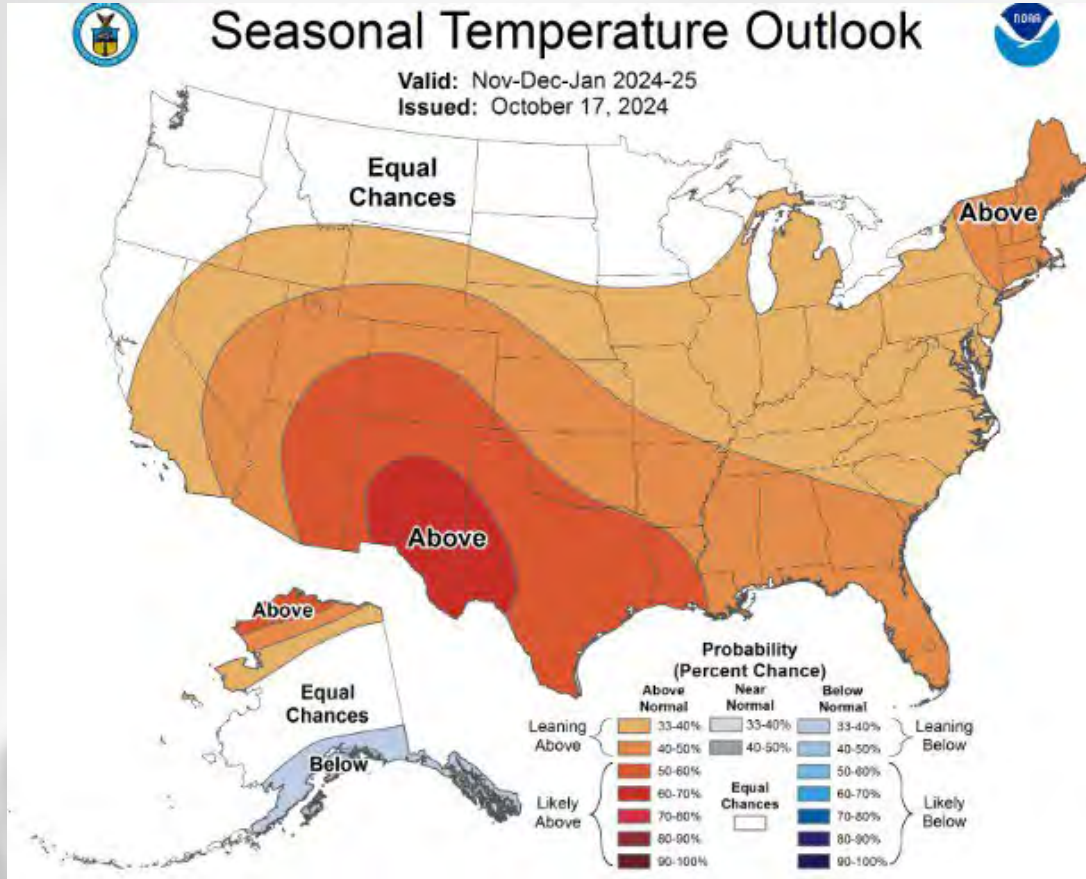 Seasonal Temperature Outlook
NOAA
Valid: Nov-Dec-Jan 2024-25
Issued: October 17, 2024
Equal
Chances
Above
Above
Above
Equal
Chances
Below
Probability
(Percent Chance)
Above
Normal
Near
Normal
Below
Normal
Leaning
Above
33-40%
33-40%
33-40%
Leaning
Below
40-50%
40-50%
40-50%
50-60%
50-60%
60-70%
Equal
Chances
60-70%
Likely
Above
70-80%
70-80%
Likely
Below
80-90%
80-90%
90-100%
90-100%